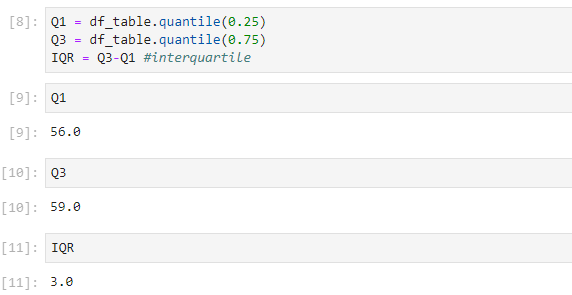 [8]: Q1 = df_table.quantile(0.25)
Q3 = df_table.quantile(0.75)
IQR = Q3-Q1 #interquartile
[9]: Q1
[9]: 56.0
[10]: Q3
[10]: 59.0
[11]: IQR
[11]: 3.0